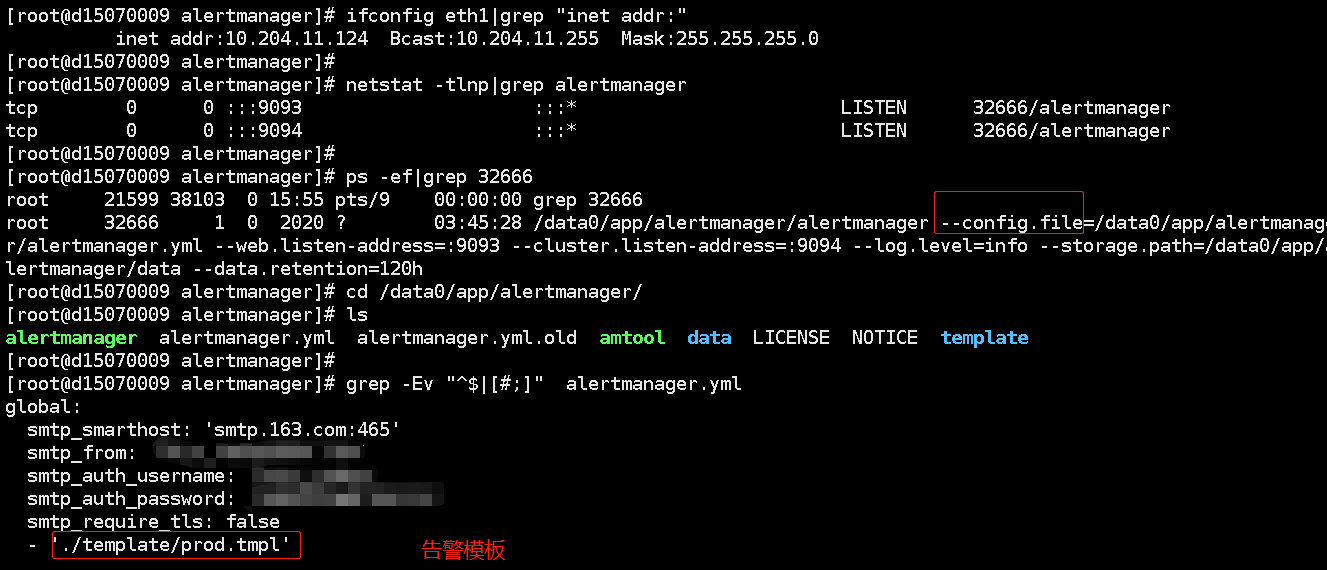 [root@d15070009 alertmanager]# ifconfig eth1|grep "inet addr:"
inet addr:10.204.11.124  Bcast:10.204.11.255  Mask:255.255.255.0
[root@d15070009 alertmanager]#
[root@d15070009 alertmanager]# netstat -tlnp|grep alertmanager
tcp        0      0 :::9093                     :::*                        LISTEN      32666/alertmanager
tcp        0      0 :::9094                     :::*                        LISTEN      32666/alertmanager
[root@d15070009 alertmanager]#
[root@d15070009 alertmanager]# ps -ef|grep 32666
root     21599 38103  0 15:55 pts/9    00:00:00 grep 32666
root     32666     1  0  2020 ?        03:45:28 /data0/app/alertmanager/alertmanager --config.file=/data0/app/alertmanage
r/alertmanager.yml --web.listen-address=:9093 --cluster.listen-address=:9094 --log.level=info --storage.path=/data0/app/a
lertmanager/data --data.retention=120h
[root@d15070009 alertmanager]# cd /data0/app/alertmanager/
[root@d15070009 alertmanager]# ls
alertmanager  alertmanager.yml  alertmanager.yml.old  amtool  data  LICENSE  NOTICE  template
[root@d15070009 alertmanager]#
[root@d15070009 alertmanager]# grep -Ev "^$|[#;]"  alertmanager.yml
global:
  smtp_smarthost: 'smtp.163.com:465'
  smtp_from:
  smtp_auth_username:
  smtp_auth_password:
  smtp_require_tls: false
  - './template/prod.tmpl' 告警模板